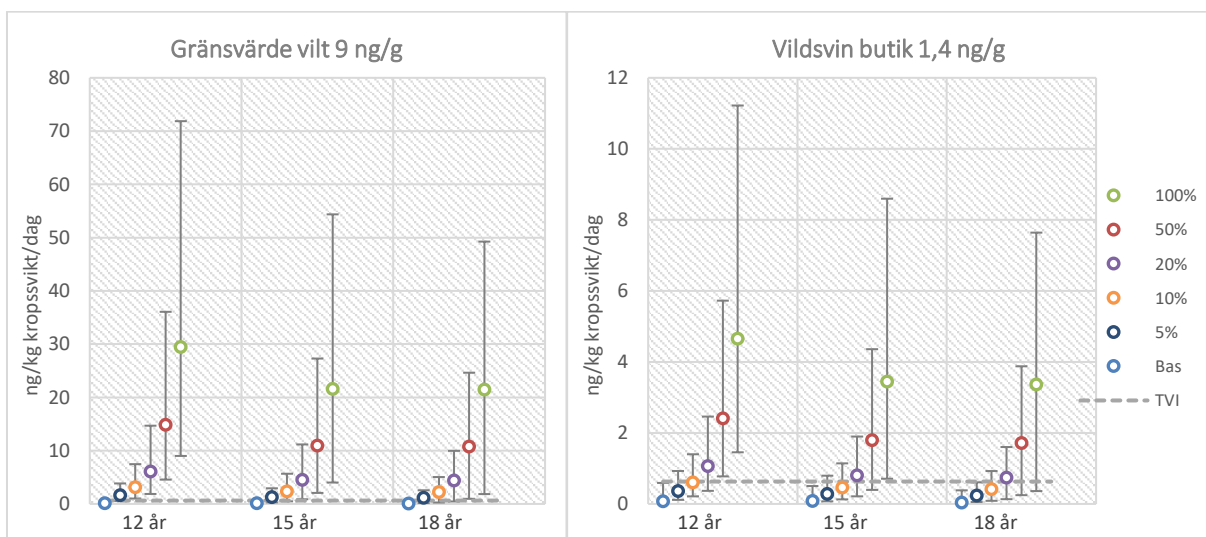 Gränsvärde vilt 9 ng/g
ng/kg kropssvikt/dag
80
70
60
50
40
30
20
10
0
12 år
15 år
18 år
Vildsvin butik 1,4 ng/g
ng/kg kroppsvikt/dag
12
10
8
6
4
2
0
12 år
15 år
18 år
100%
50%
20%
10%
5%
Bas
TVI